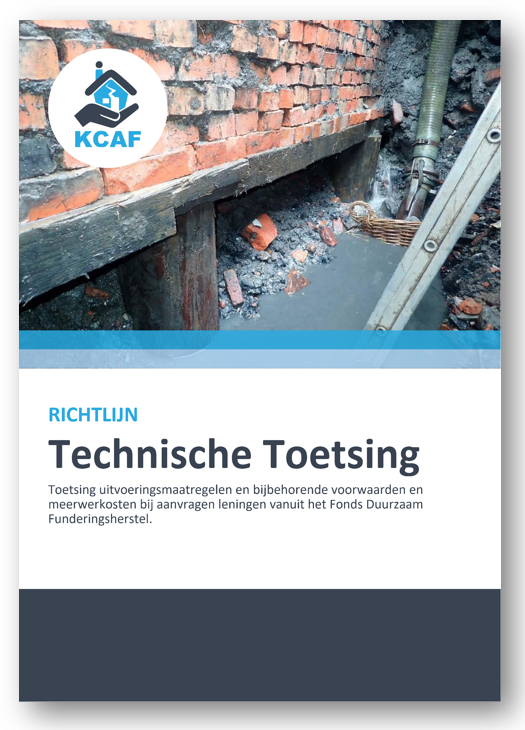 KCAF
RICHTLIJN
Technische Toetsing
Toetsing uitvoeringsmaatregelen en bijbehorende voorwaarden en
meerwerkosten bij aanvragen leningen vanuit het Fonds Duurzaam
Funderingsherstel.